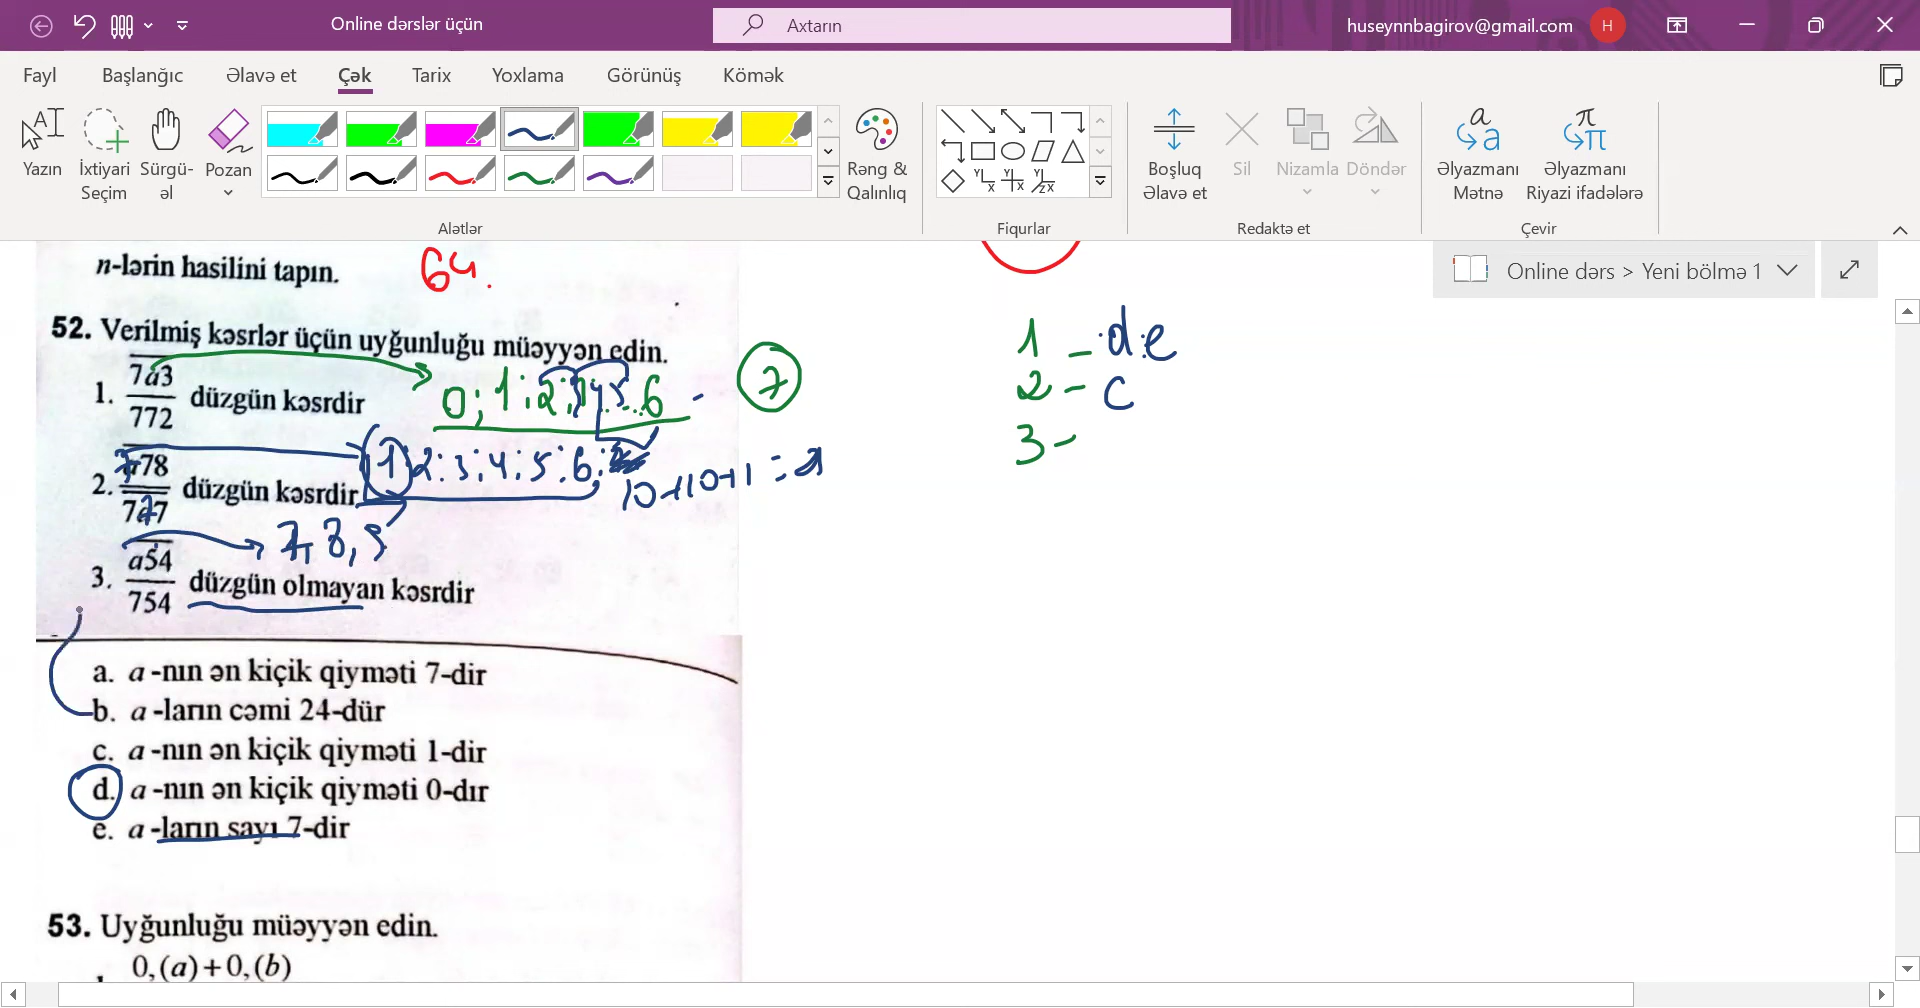 Online dərslər üçün
Axtarın
huseynnbagirov@gmail.com
H
Fayl Başlanğıc Əlavə et Çək Tarix Yoxlama Görünüş Kömək
Yazın
İxtiyari Seçim
Sürgü-əl
Pozan
Rəng & Qalınlıq
Boşluq Əlavə et
Sil
Nizamla
Döndər
Əlyazmanı Mətnə
Əlyazmanı Riyazi ifadələrə
Alətlər
Fiqurlar
Redaktə et
Çevir
Online dərs > Yeni bölmə 1
n-lərin hasilini tapın. 64.
52. Verilmiş kəsrlər üçün uyğunluğu müəyyən edin.
1. 7a3/772 düzgün kəsrdir
0; 1; 2; 6
7
2. a78/7a7 düzgün kəsrdir
1 2; 3; 4; 5; 6;
10+10+1 = 21
7, 8, 9
3. a54/754 düzgün olmayan kəsrdir
a. a-nın ən kiçik qiyməti 7-dir
b. a-ların cəmi 24-dür
c. a-nın ən kiçik qiyməti 1-dir
d. a-nın ən kiçik qiyməti 0-dır
e. a-ların sayı 7-dir
53. Uyğunluğu müəyyən edin.
0,(a)+0,(b)
1 - d e
2 - c
3 -